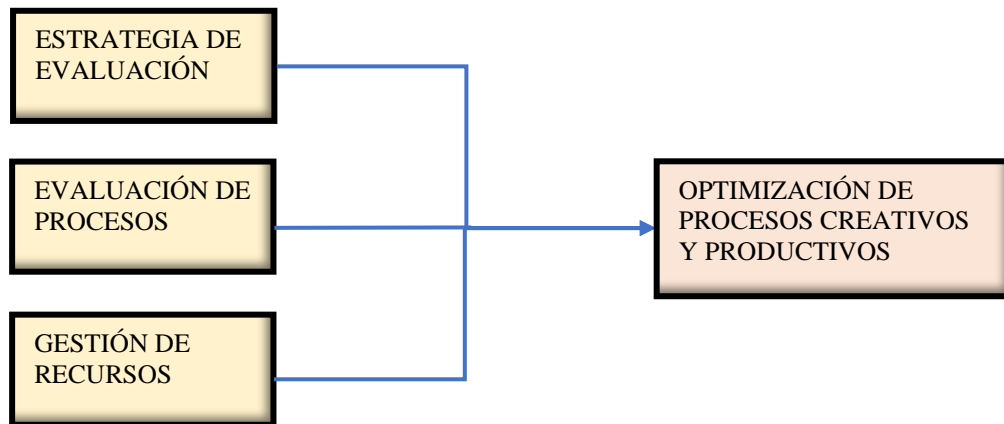 ESTRATEGIA DE
EVALUACIÓN
EVALUACIÓN DE
PROCESOS
GESTIÓN DE
RECURSOS
OPTIMIZACIÓN DE
PROCESOS CREATIVOS
Y PRODUCTIVOS